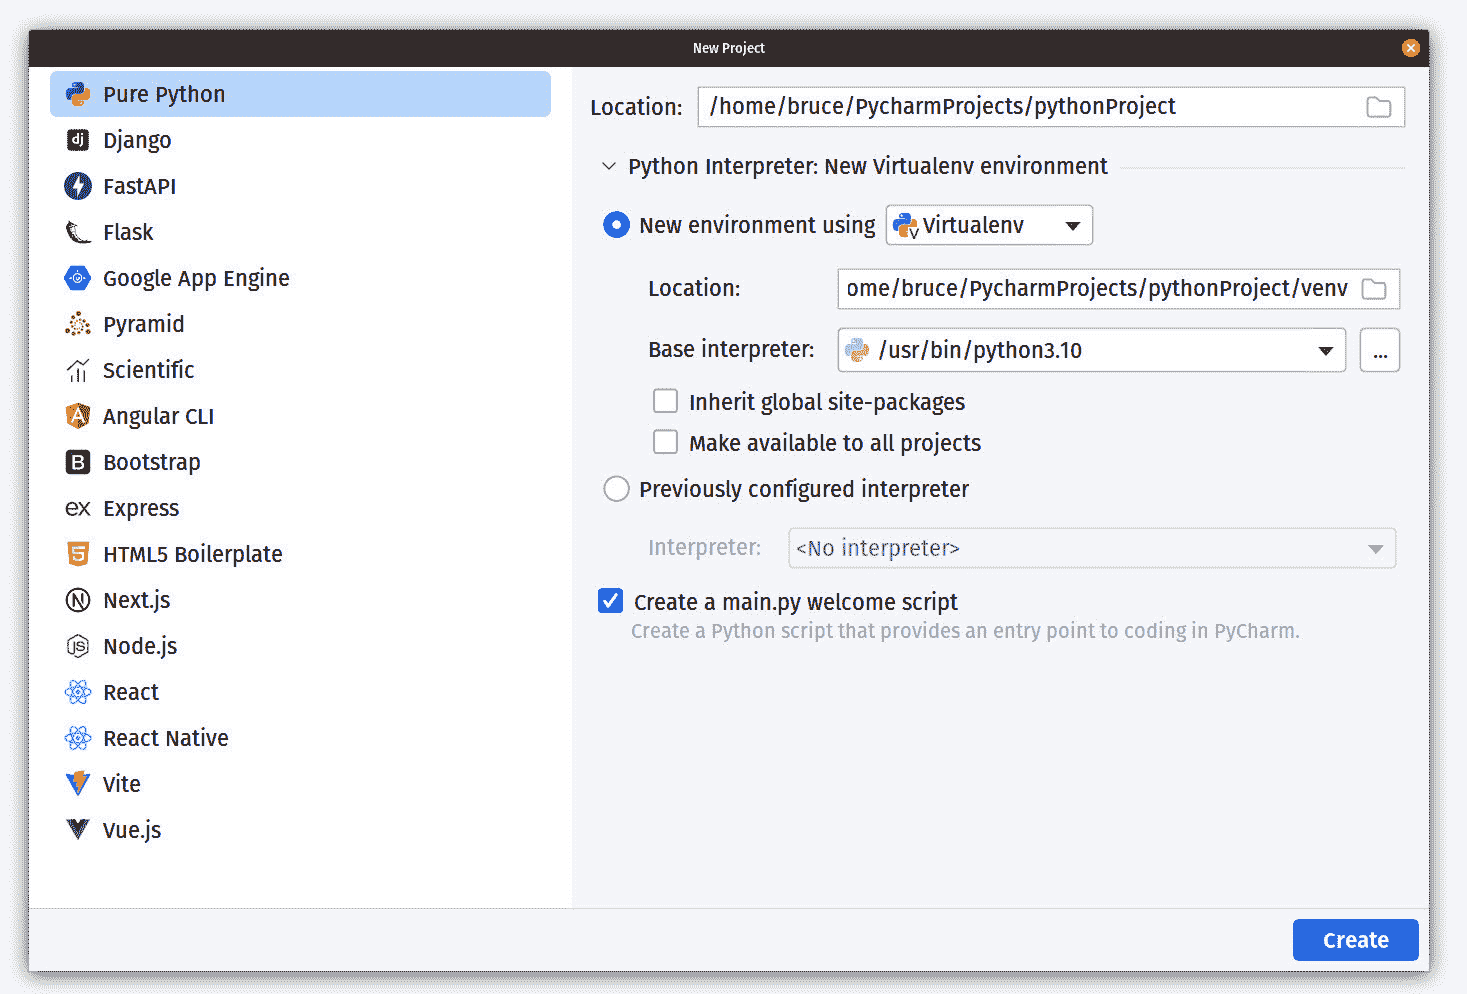 New Project
Pure Python
Django
FastAPI
Flask
Google App Engine
Pyramid
Scientific
Angular CLI
Bootstrap
Express
HTML5 Boilerplate
Next.js
Node.js
React
React Native
Vite
Vue.js
Location: /home/bruce/PycharmProjects/pythonProject
Python Interpreter: New Virtualenv environment
New environment using Virtualenv
Location: ome/bruce/PycharmProjects/pythonProject/venv
Base interpreter: /usr/bin/python3.10 ...
Inherit global site-packages
Make available to all projects
Previously configured interpreter
Interpreter: <No interpreter>
Create a main.py welcome script
Create a Python script that provides an entry point to coding in PyCharm.
Create